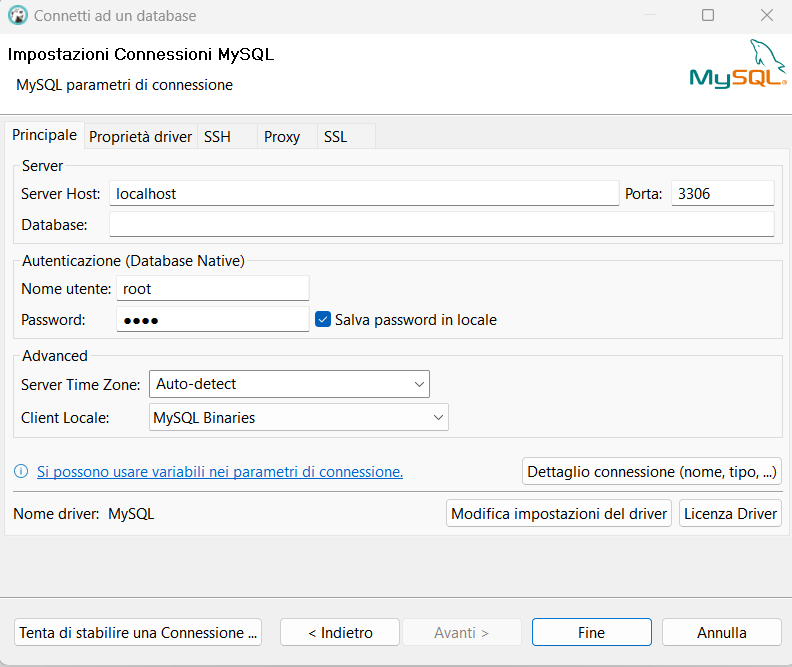 Connetti ad un database
Impostazioni Connessioni MySQL
MySQL parametri di connessione
MySQL®
Principale Proprietà driver SSH Proxy SSL
Server
Server Host: localhost Porta: 3306
Database:
Autenticazione (Database Native)
Nome utente: root
Password: ●●●● Salva password in locale
Advanced
Server Time Zone: Auto-detect
Client Locale: MySQL Binaries
Si possono usare variabili nei parametri di connessione. Dettaglio connessione (nome, tipo, ...)
Nome driver: MySQL Modifica impostazioni del driver Licenza Driver
Tenta di stabilire una Connessione ... < Indietro Avanti > Fine Annulla